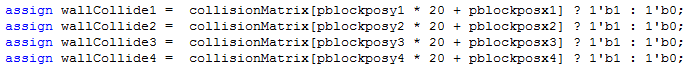 assign wallCollide1 =  collisionMatrix[pblockposy1 * 20 + pblockposx1] ? 1'b1 : 1'b0;
assign wallCollide2 =  collisionMatrix[pblockposy2 * 20 + pblockposx2] ? 1'b1 : 1'b0;
assign wallCollide3 =  collisionMatrix[pblockposy3 * 20 + pblockposx3] ? 1'b1 : 1'b0;
assign wallCollide4 =  collisionMatrix[pblockposy4 * 20 + pblockposx4] ? 1'b1 : 1'b0;